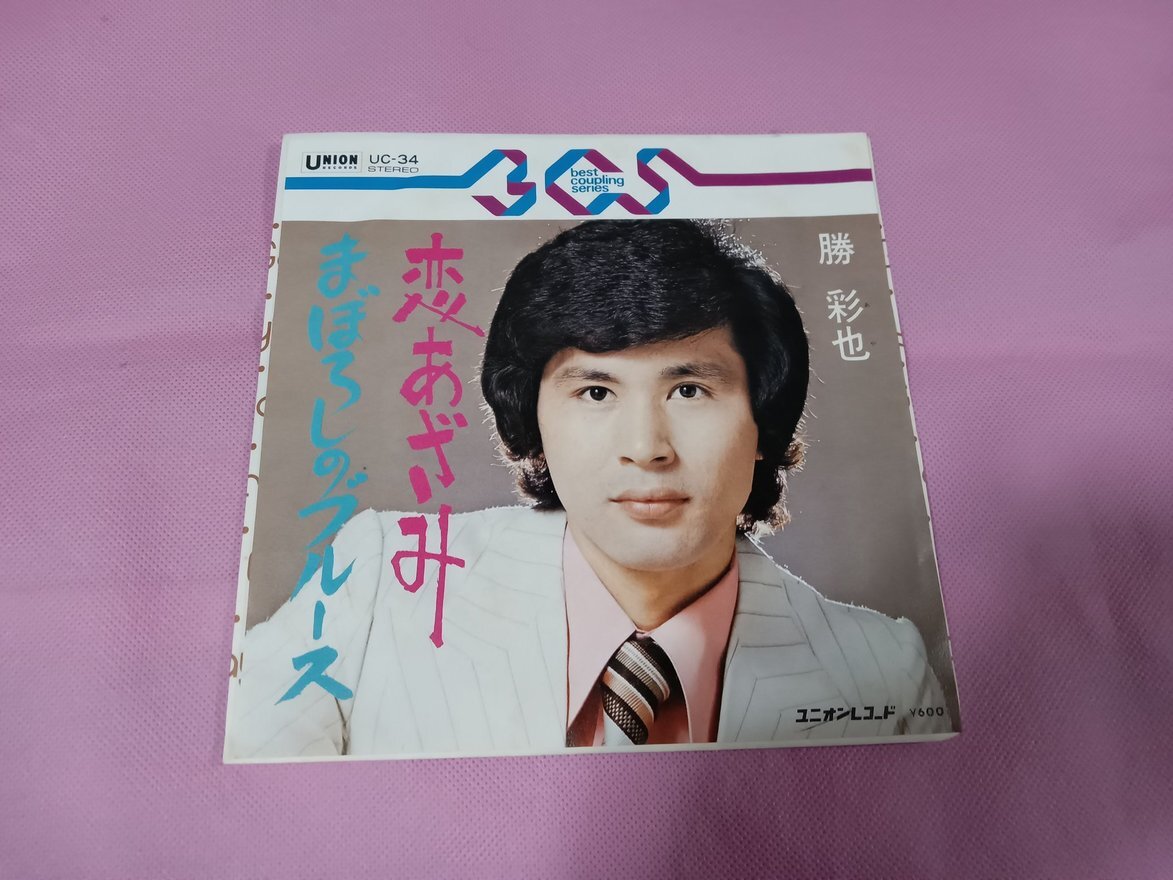 UNION
RECORDS
UC-34
STEREO
BCS
best
coupling
series
勝 彩也
恋あざみ
まぼろしのブルース
ユニオンレコード ¥600